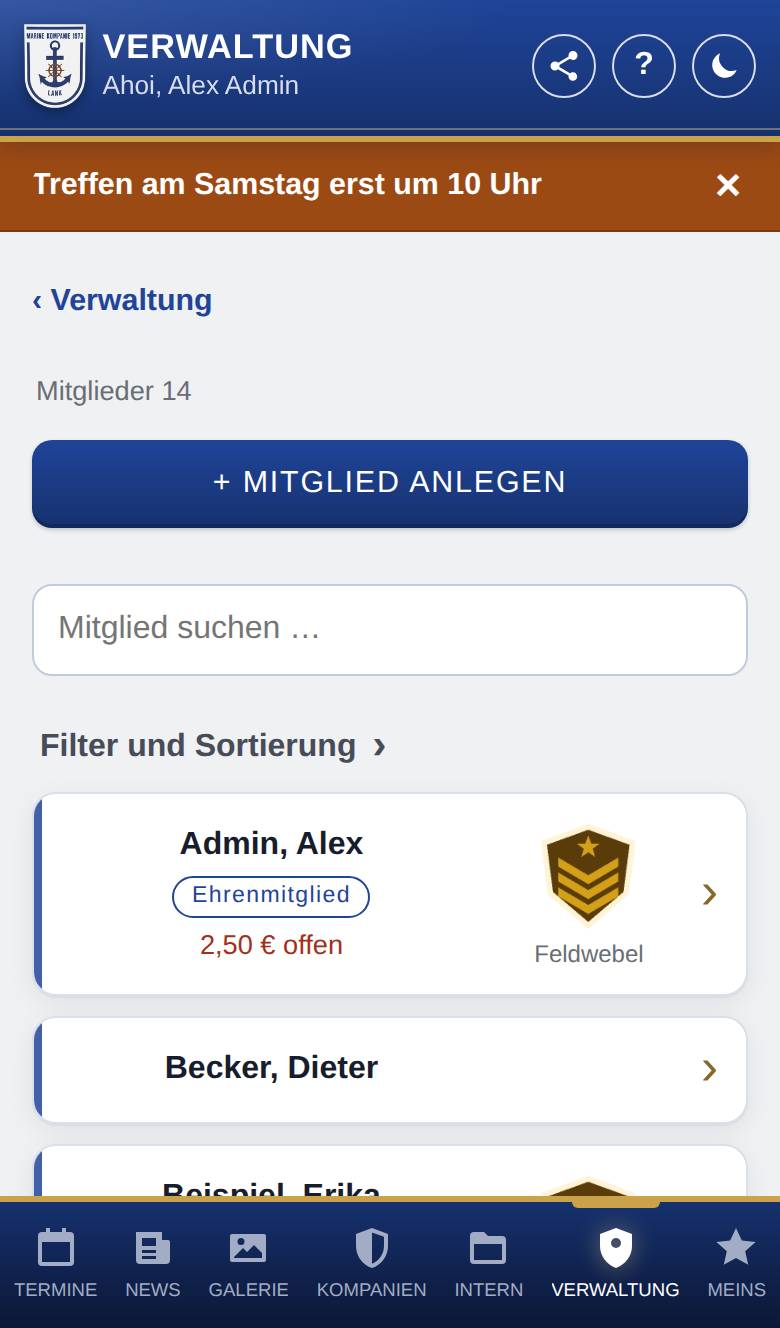 MARINE KOMPANIE 1973
LANK
VERWALTUNG
Ahoi, Alex Admin
?
Treffen am Samstag erst um 10 Uhr
×
‹ Verwaltung
Mitglieder 14
+ MITGLIED ANLEGEN
Mitglied suchen …
Filter und Sortierung ›
Admin, Alex
Ehrenmitglied
2,50 € offen
Feldwebel
›
Becker, Dieter
›
Beispiel, Erika
TERMINE NEWS GALERIE KOMPANIEN INTERN VERWALTUNG MEINS